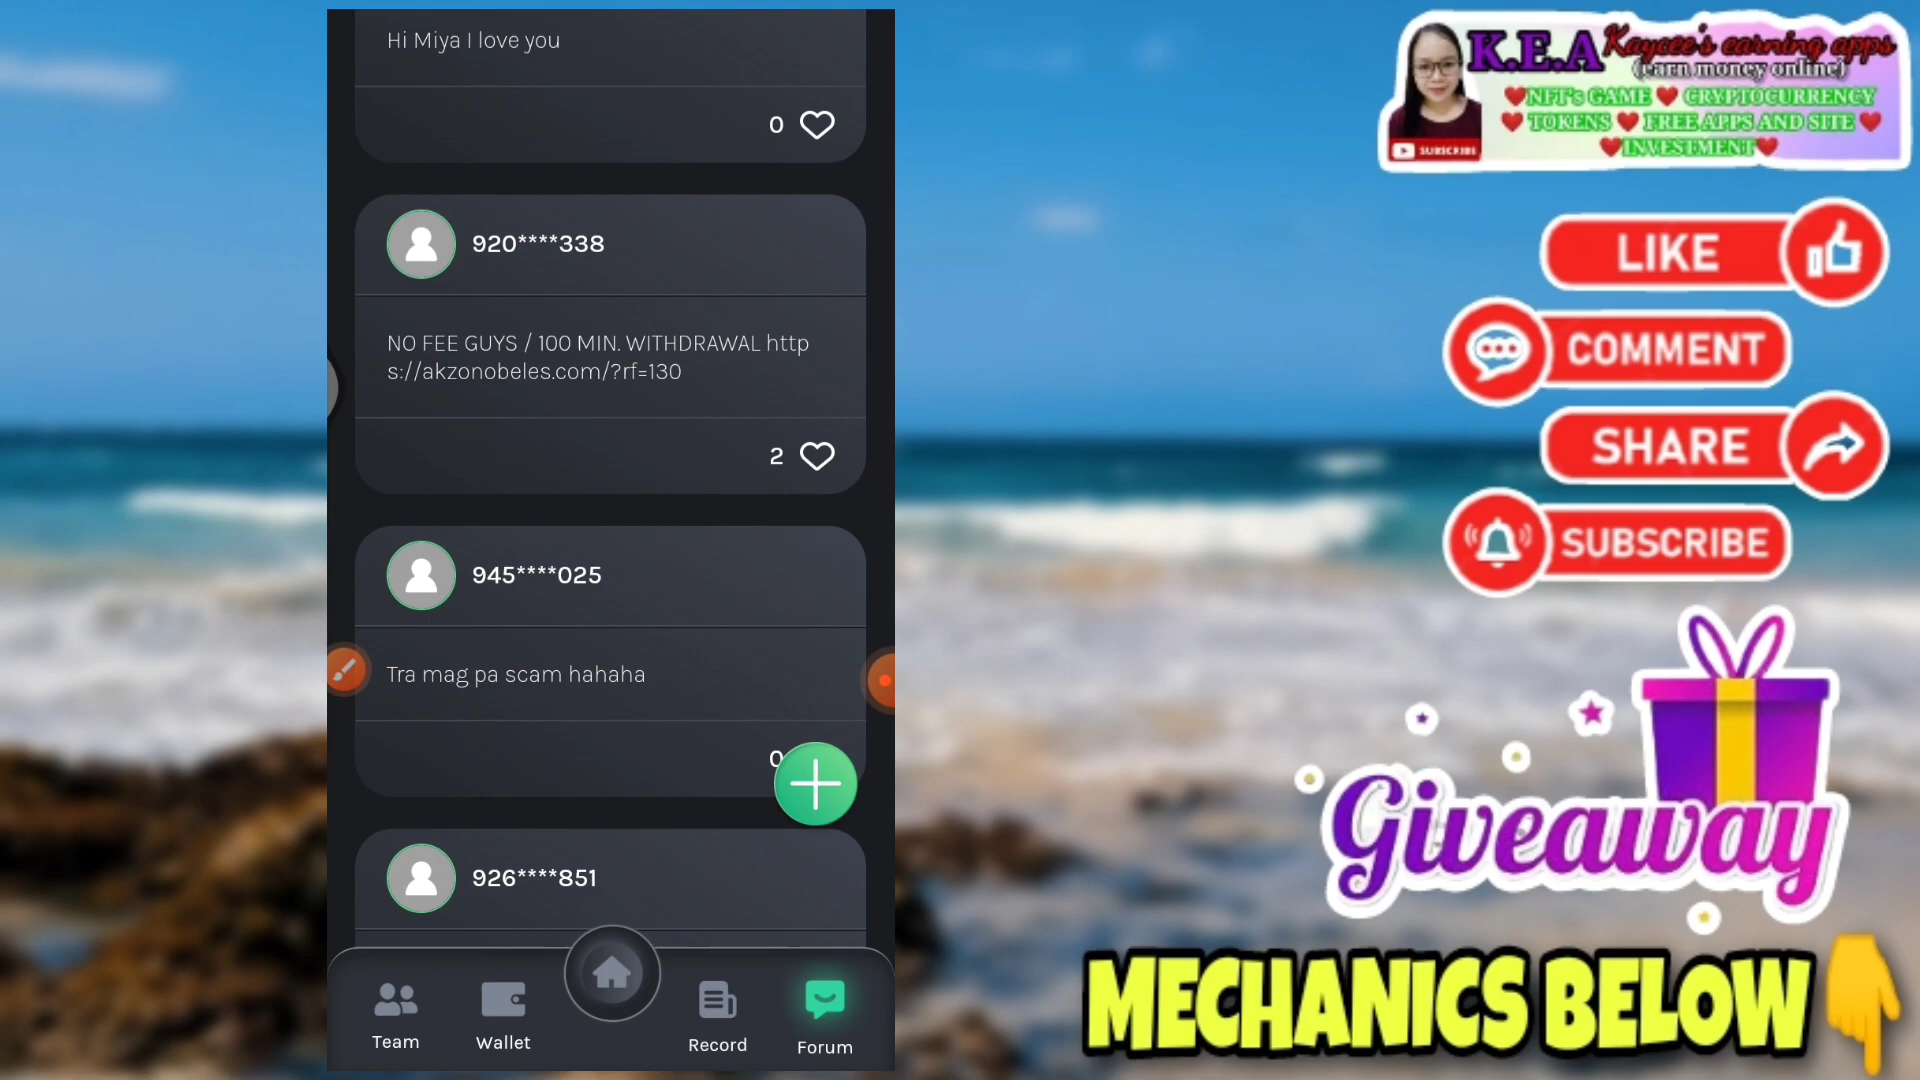 Hi Miya I love you
0
920****338
NO FEE GUYS / 100 MIN. WITHDRAWAL http
s://akzonobeles.com/?rf=130
2
945****025
Tra mag pa scam hahaha
0
926****851
Team
Wallet
Record
Forum
K.E.A Kaycee's earning apps
(earn money online)
NFT's GAME CRYPTOCURRENCY
TOKENS FREE APPS AND SITE
INVESTMENT
SUBSCRIBE
LIKE
COMMENT
SHARE
SUBSCRIBE
Giveaway
MECHANICS BELOW